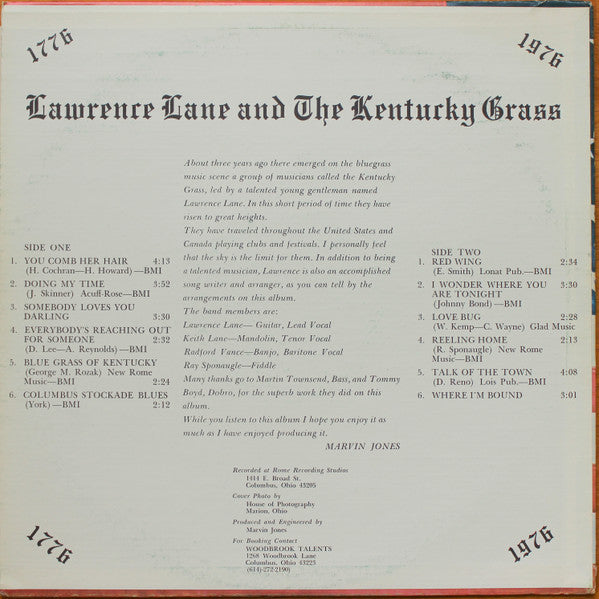 1776
1976
Lawrence Lane and The Kentucky Grass
About three years ago there emerged on the bluegrass
music scene a group of musicians called the Kentucky
Grass, led by a talented young gentleman named
Lawrence Lane. In this short period of time they have
risen to great heights.
They have traveled throughout the United States and
Canada playing clubs and festivals. I personally feel
that the sky is the limit for them. In addition to being
a talented musician, Lawrence is also an accomplished
song writer and arranger, as you can tell by the
arrangements on this album.
The band members are:
Lawrence Lane— Guitar, Lead Vocal
Keith Lane—Mandolin, Tenor Vocal
Radford Vance—Banjo, Baritone Vocal
Ray Sponaugle—Fiddle
Many thanks go to Martin Townsend, Bass, and Tommy
Boyd, Dobro, for the superb work they did on this
album.
While you listen to this album I hope you enjoy it as
much as I have enjoyed producing it.
MARVIN JONES
SIDE ONE
1. YOU COMB HER HAIR 4:13
(H. Cochran—H. Howard)—BMI
2. DOING MY TIME 3:52
(J. Skinner) Acuff-Rose—BMI
3. SOMEBODY LOVES YOU
DARLING 3:30
4. EVERYBODY'S REACHING OUT
FOR SOMEONE 2:32
(D. Lee—A. Reynolds)—BMI
5. BLUE GRASS OF KENTUCKY
(George M. Rozak) New Rome
Music—BMI 2:24
6. COLUMBUS STOCKADE BLUES
(York)—BMI 2:12
SIDE TWO
1. RED WING 2:34
(E. Smith) Lonat Pub.—BMI
2. I WONDER WHERE YOU 3:30
ARE TONIGHT
(Johnny Bond)—BMI
3. LOVE BUG 2:28
(W. Kemp—C. Wayne) Glad Music
4. REELING HOME 2:13
(R. Sponaugle) New Rome
Music—BMI
5. TALK OF THE TOWN 4:08
(D. Reno) Lois Pub.—BMI
6. WHERE I'M BOUND 3:01
Recorded at Rome Recording Studios
1414 E. Broad St.
Columbus, Ohio 43205
Cover Photo by
House of Photography
Marion, Ohio
Produced and Engineered by
Marvin Jones
For Booking Contact
WOODBROOK TALENTS
1268 Woodbrook Lane
Columbus, Ohio 43223
(614)-272-2190)
1776
1976